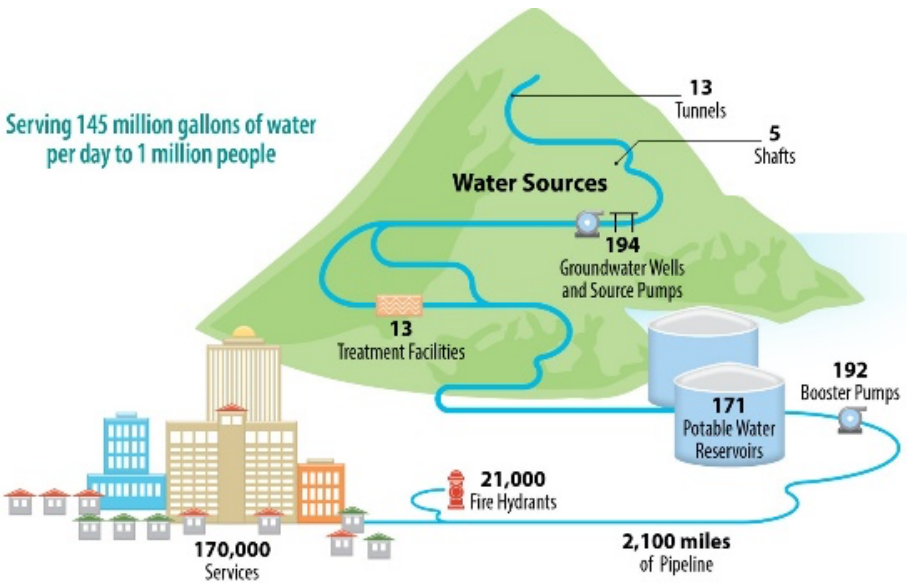 Serving 145 million gallons of water
per day to 1 million people
13
Tunnels
5
Shafts
Water Sources
194
Groundwater Wells
and Source Pumps
13
Treatment Facilities
171
Potable Water
Reservoirs
192
Booster Pumps
21,000
Fire Hydrants
2,100 miles
of Pipeline
170,000
Services